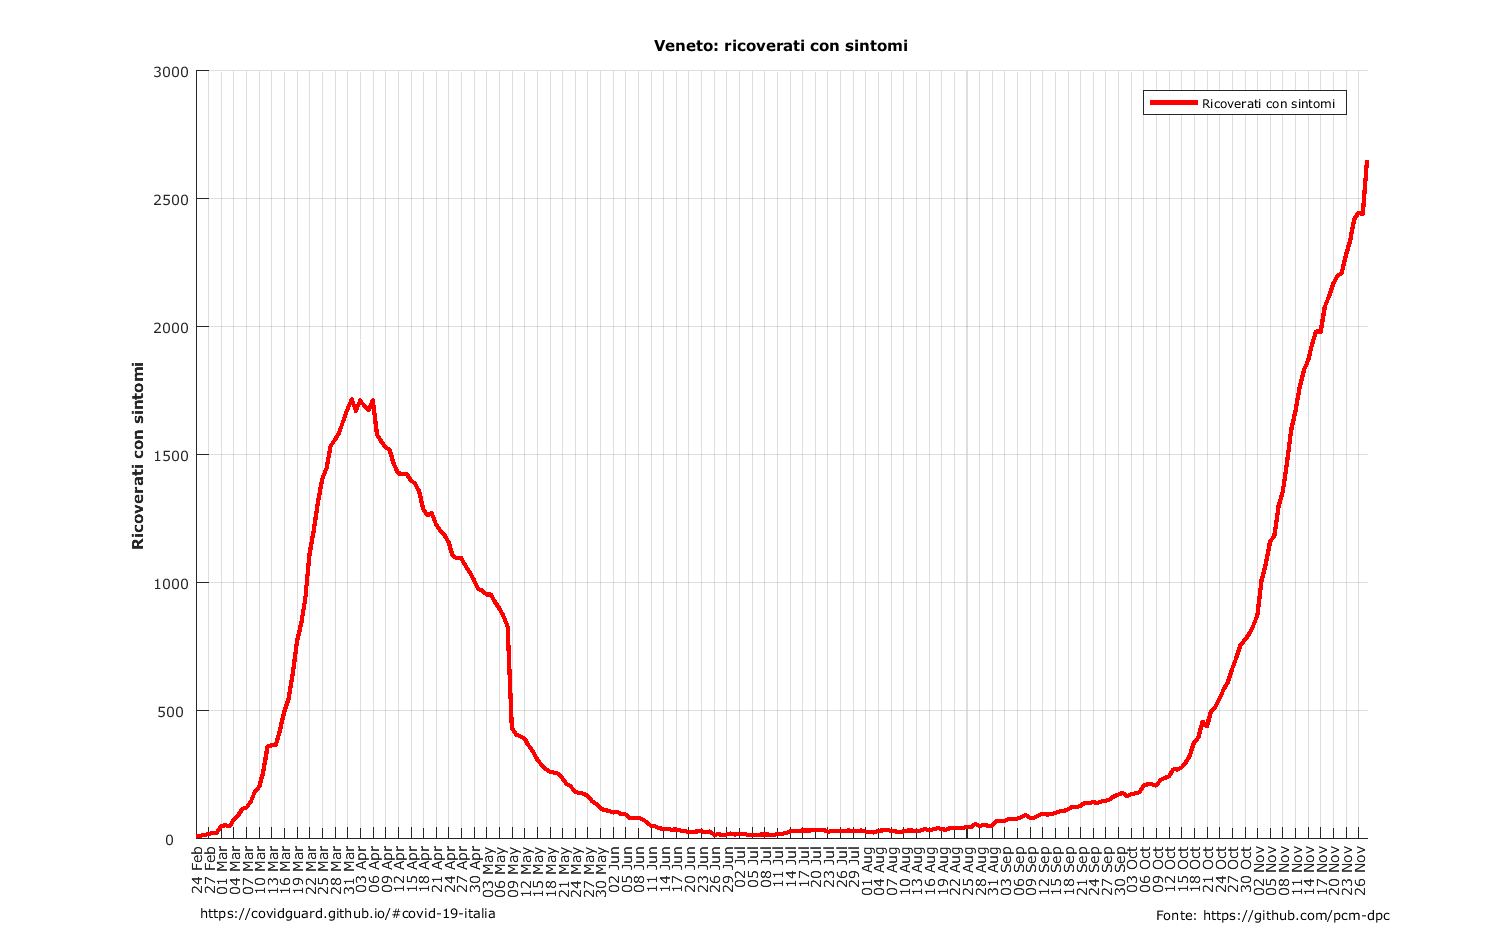 Veneto: ricoverati con sintomi
Ricoverati con sintomi
Ricoverati con sintomi
3000
2500
2000
1500
1000
500
0
24 Feb
27 Feb
01 Mar
04 Mar
07 Mar
10 Mar
13 Mar
16 Mar
19 Mar
22 Mar
25 Mar
28 Mar
31 Mar
03 Apr
06 Apr
09 Apr
12 Apr
15 Apr
18 Apr
21 Apr
24 Apr
27 Apr
30 Apr
03 May
06 May
09 May
12 May
15 May
18 May
21 May
24 May
27 May
30 May
02 Jun
05 Jun
08 Jun
11 Jun
14 Jun
17 Jun
20 Jun
23 Jun
26 Jun
29 Jun
02 Jul
05 Jul
08 Jul
11 Jul
14 Jul
17 Jul
20 Jul
23 Jul
26 Jul
29 Jul
01 Aug
04 Aug
07 Aug
10 Aug
13 Aug
16 Aug
19 Aug
22 Aug
25 Aug
28 Aug
31 Aug
03 Sep
06 Sep
09 Sep
12 Sep
15 Sep
18 Sep
21 Sep
24 Sep
27 Sep
30 Sep
03 Oct
06 Oct
09 Oct
12 Oct
15 Oct
18 Oct
21 Oct
24 Oct
27 Oct
30 Oct
02 Nov
05 Nov
08 Nov
11 Nov
14 Nov
17 Nov
20 Nov
23 Nov
26 Nov
https://covidguard.github.io/#covid-19-italia
Fonte: https://github.com/pcm-dpc